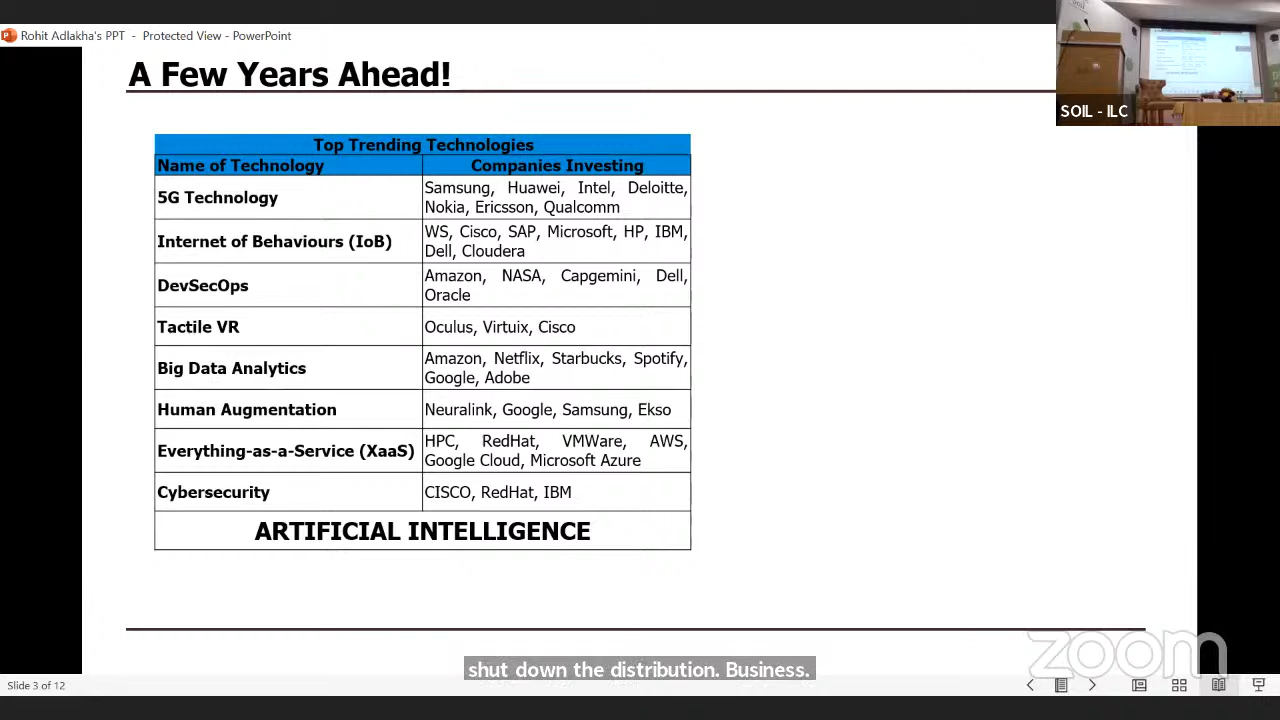 Rohit Adlakha's PPT - Protected View - PowerPoint
A Few Years Ahead!
SOIL - ILC
Top Trending Technologies
Name of Technology Companies Investing
5G Technology Samsung, Huawei, Intel, Deloitte,
Nokia, Ericsson, Qualcomm
Internet of Behaviours (IoB) WS, Cisco, SAP, Microsoft, HP, IBM,
Dell, Cloudera
DevSecOps Amazon, NASA, Capgemini, Dell,
Oracle
Tactile VR Oculus, Virtuix, Cisco
Big Data Analytics Amazon, Netflix, Starbucks, Spotify,
Google, Adobe
Human Augmentation Neuralink, Google, Samsung, Ekso
Everything-as-a-Service (XaaS) HPC, RedHat, VMWare, AWS,
Google Cloud, Microsoft Azure
Cybersecurity CISCO, RedHat, IBM
ARTIFICIAL INTELLIGENCE
zoom
shut down the distribution. Business.
Slide 3 of 12